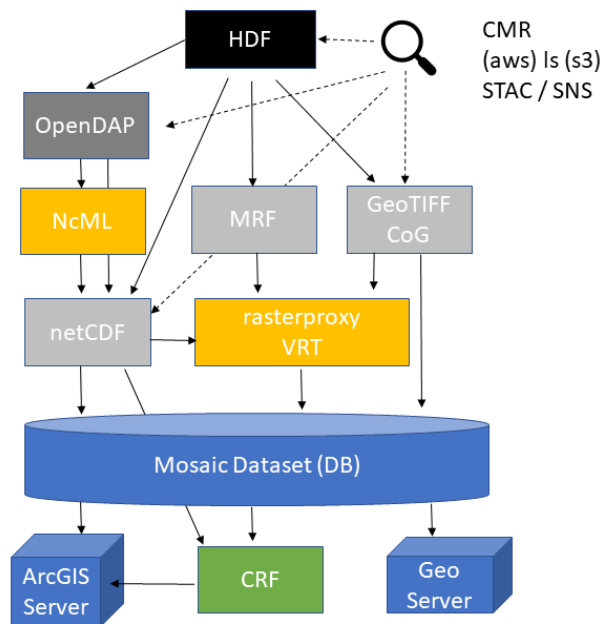 HDF
CMR
(aws) ls (s3)
STAC / SNS
OpenDAP
NcML
MRF
GeoTIFF
CoG
netCDF
rasterproxy
VRT
Mosaic Dataset (DB)
ArcGIS
Server
CRF
Geo
Server